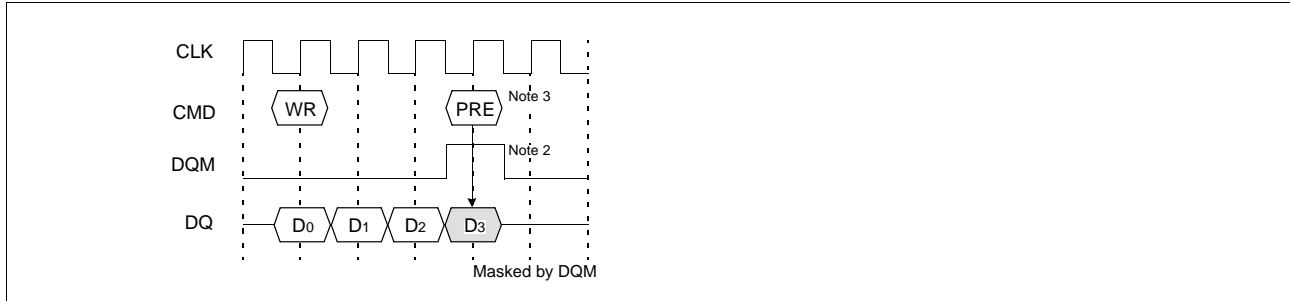 CLK
CMD WR PRE Note 3
DQM Note 2
DQ D0 D1 D2 D3
Masked by DQM